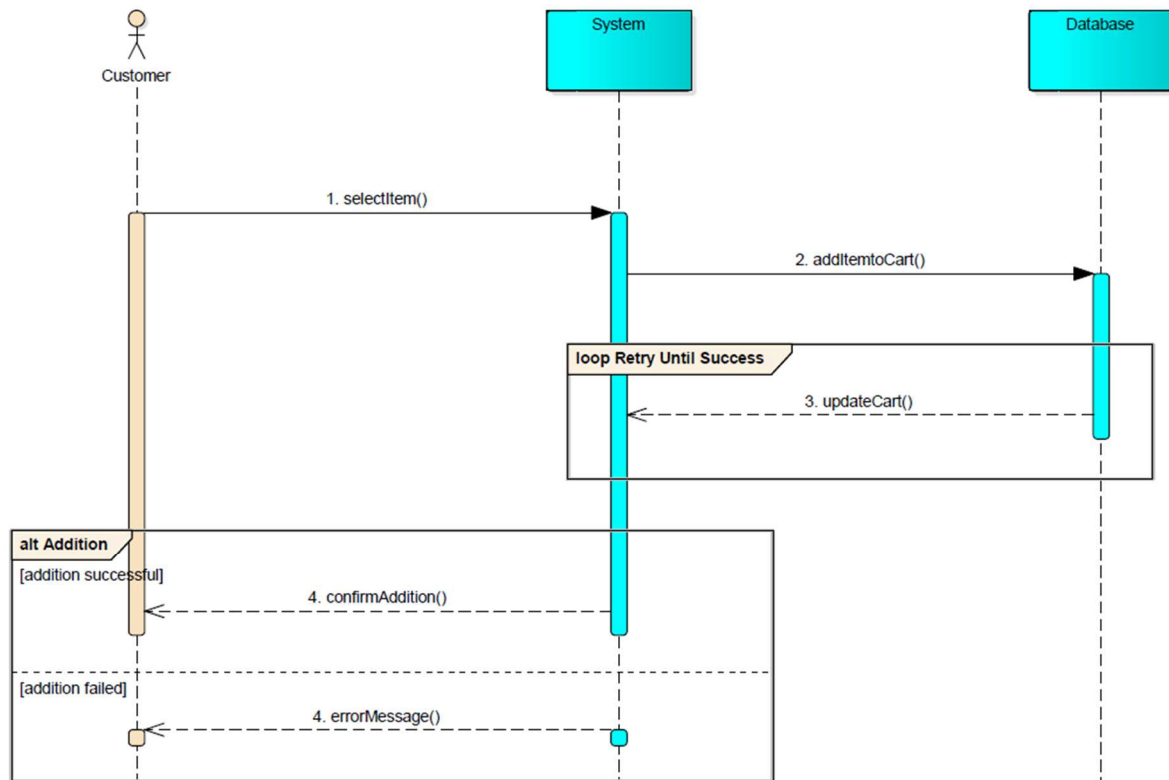 System
Database
Customer
1. selectItem()
2. addItemtoCart()
loop Retry Until Success
3. updateCart()
alt Addition
[addition successful]
4. confirmAddition()
[addition failed]
4. errorMessage()